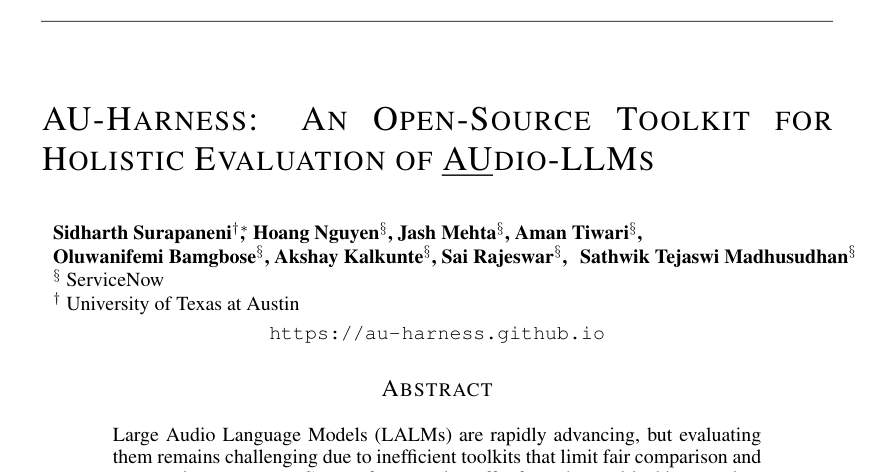 AU-HARNESS: AN OPEN-SOURCE TOOLKIT FOR
HOLISTIC EVALUATION OF AUDIO-LLMS
Sidharth Surapaneni†,* Hoang Nguyen§, Jash Mehta§, Aman Tiwari§,
Oluwanifemi Bamgbose§, Akshay Kalkunte§, Sai Rajeswar§, Sathwik Tejaswi Madhusudhan§
§ ServiceNow
† University of Texas at Austin
https://au-harness.github.io
ABSTRACT
Large Audio Language Models (LALMs) are rapidly advancing, but evaluating
them remains challenging due to inefficient toolkits that limit fair comparison and